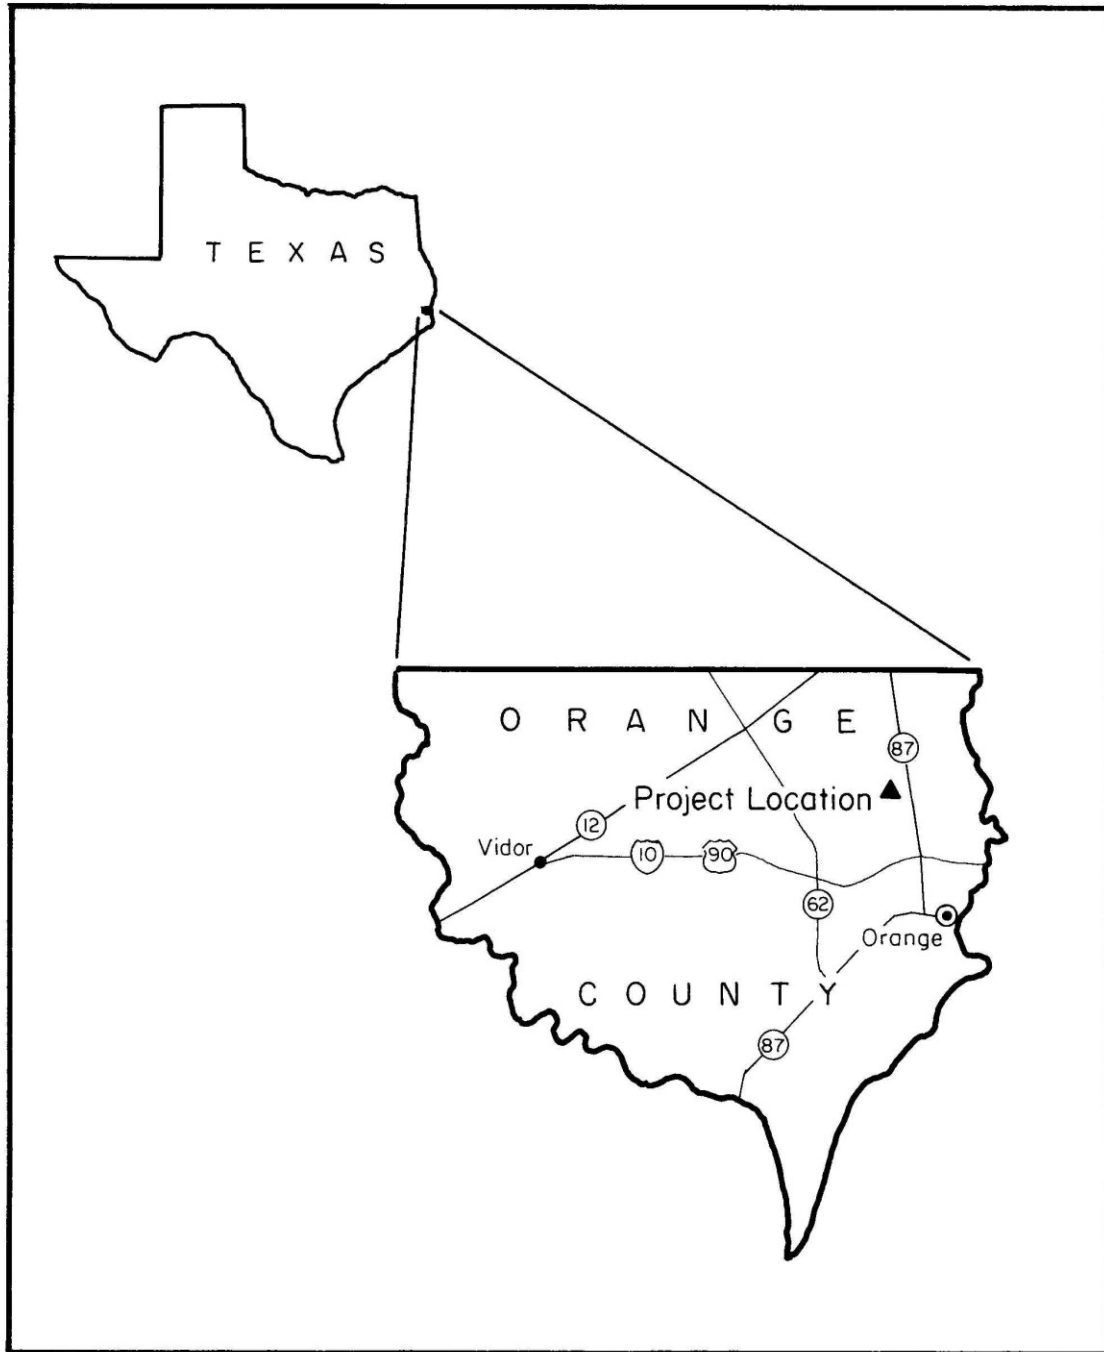 TEXAS
ORANGE
87
Project Location
12
Vidor
10
90
62
Orange
COUNTY
87